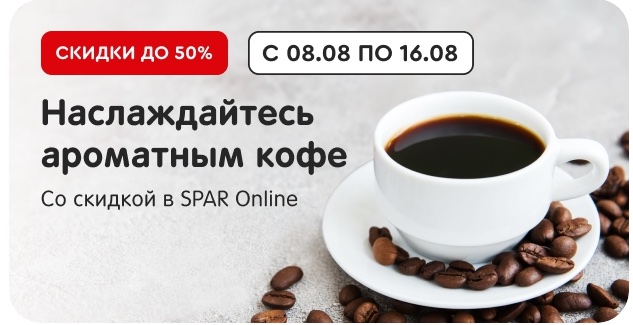 СКИДКИ ДО 50%
С 08.08 ПО 16.08
Наслаждайтесь
ароматным кофе
Со скидкой в SPAR Online